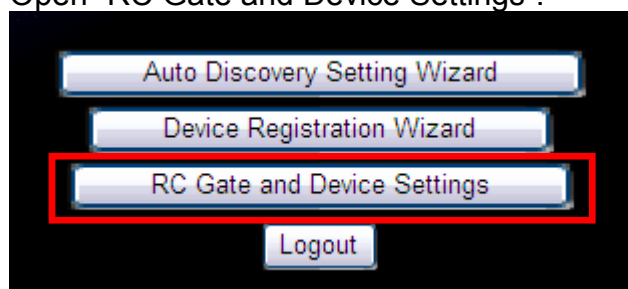 Open "RC Gate and Device Settings".
Auto Discovery Setting Wizard
Device Registration Wizard
RC Gate and Device Settings
Logout